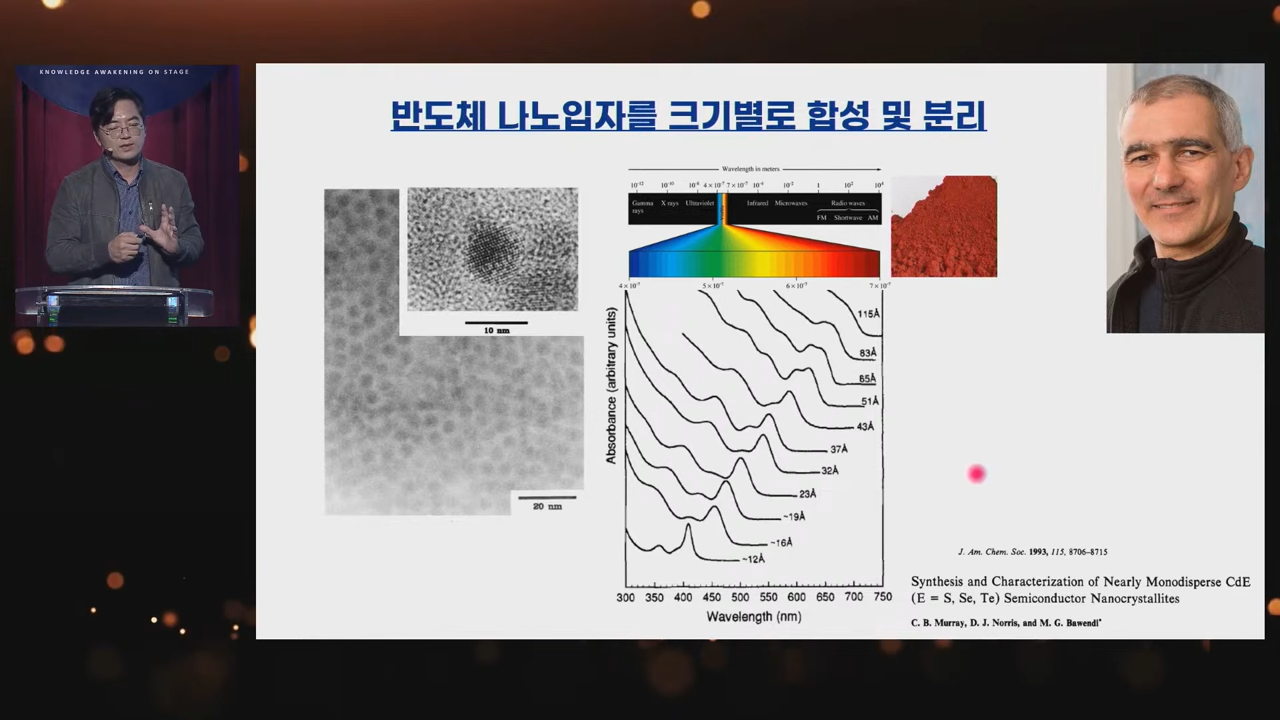 KNOWLEDGE AWAKENING ON STAGE
반도체 나노입자를 크기별로 합성 및 분리
10 nm
20 nm
Wavelength in meters
10⁻¹² 10⁻¹⁰ 10⁻⁸ 4×10⁻⁷ 7×10⁻⁷ 10⁻⁴ 10⁻² 1 10² 10⁴
Gamma rays X rays Ultraviolet Infrared Microwaves Radio waves
FM Shortwave AM
4×10⁻⁷ 5×10⁻⁷ 6×10⁻⁷ 7×10⁻⁷
Absorbance (arbitrary units)
115Å
83Å
65Å
51Å
43Å
37Å
32Å
23Å
~19Å
~16Å
~12Å
300 350 400 450 500 550 600 650 700 750
Wavelength (nm)
J. Am. Chem. Soc. 1993, 115, 8706–8715
Synthesis and Characterization of Nearly Monodisperse CdE
(E = S, Se, Te) Semiconductor Nanocrystallites
C. B. Murray, D. J. Norris, and M. G. Bawendi*